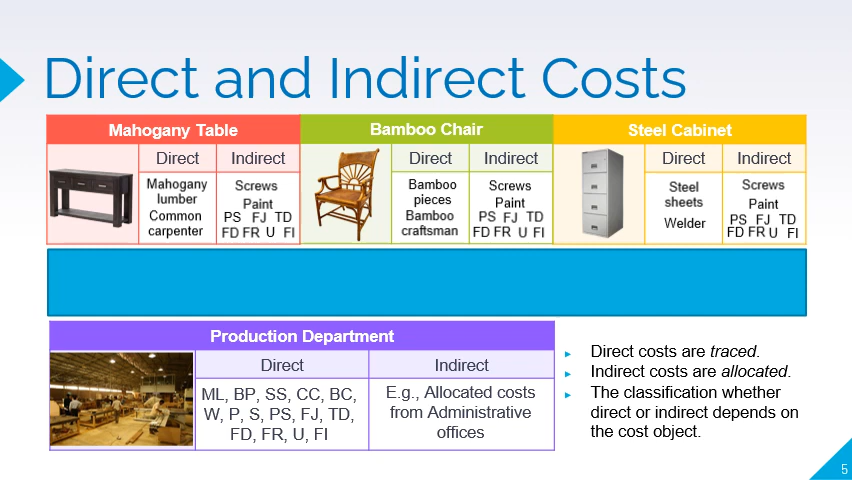 Direct and Indirect Costs
Mahogany Table
Direct
Indirect
Mahogany
lumber
Common
carpenter
Screws
Paint
PS FJ TD
FD FR U FI
Bamboo Chair
Direct
Indirect
Bamboo
pieces
Bamboo
craftsman
Screws
Paint
PS FJ TD
FD FR U FI
Steel Cabinet
Direct
Indirect
Steel
sheets
Welder
Screws
Paint
PS FJ TD
FD FR U FI
Production Department
Direct
Indirect
ML, BP, SS, CC, BC,
W, P, S, PS, FJ, TD,
FD, FR, U, FI
E.g., Allocated costs
from Administrative
offices
Direct costs are traced.
Indirect costs are allocated.
The classification whether
direct or indirect depends on
the cost object.
5